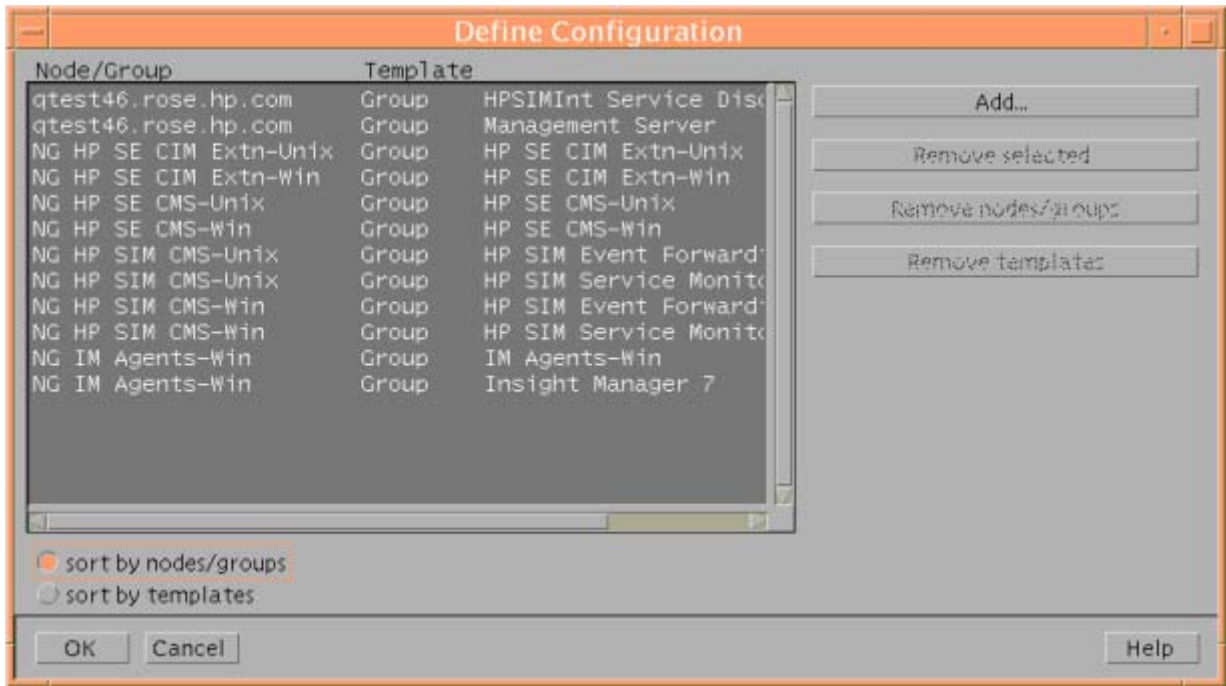 Define Configuration
Node/Group Template
qtest46.rose.hp.com Group HPSIMInt Service Disc
qtest46.rose.hp.com Group Management Server
NG HP SE CIM Extn-Unix Group HP SE CIM Extn-Unix
NG HP SE CIM Extn-Win Group HP SE CIM Extn-Win
NG HP SE CMS-Unix Group HP SE CMS-Unix
NG HP SE CMS-Win Group HP SE CMS-Win
NG HP SIM CMS-Unix Group HP SIM Event Forward
NG HP SIM CMS-Unix Group HP SIM Service Monito
NG HP SIM CMS-Win Group HP SIM Event Forward
NG HP SIM CMS-Win Group HP SIM Service Monito
NG IM Agents-Win Group IM Agents-Win
NG IM Agents-Win Group Insight Manager 7
Add...
Remove selected
Remove nodes/groups
Remove templates
sort by nodes/groups
sort by templates
OK Cancel Help